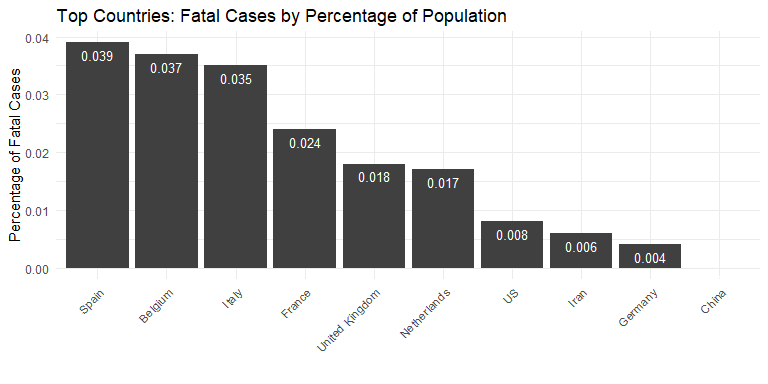 Top Countries: Fatal Cases by Percentage of Population
Percentage of Fatal Cases
0.04
0.03
0.02
0.01
0.00
0.039
0.037
0.035
0.024
0.018
0.017
0.008
0.006
0.004
Spain
Belgium
Italy
France
United Kingdom
Netherlands
US
Iran
Germany
China